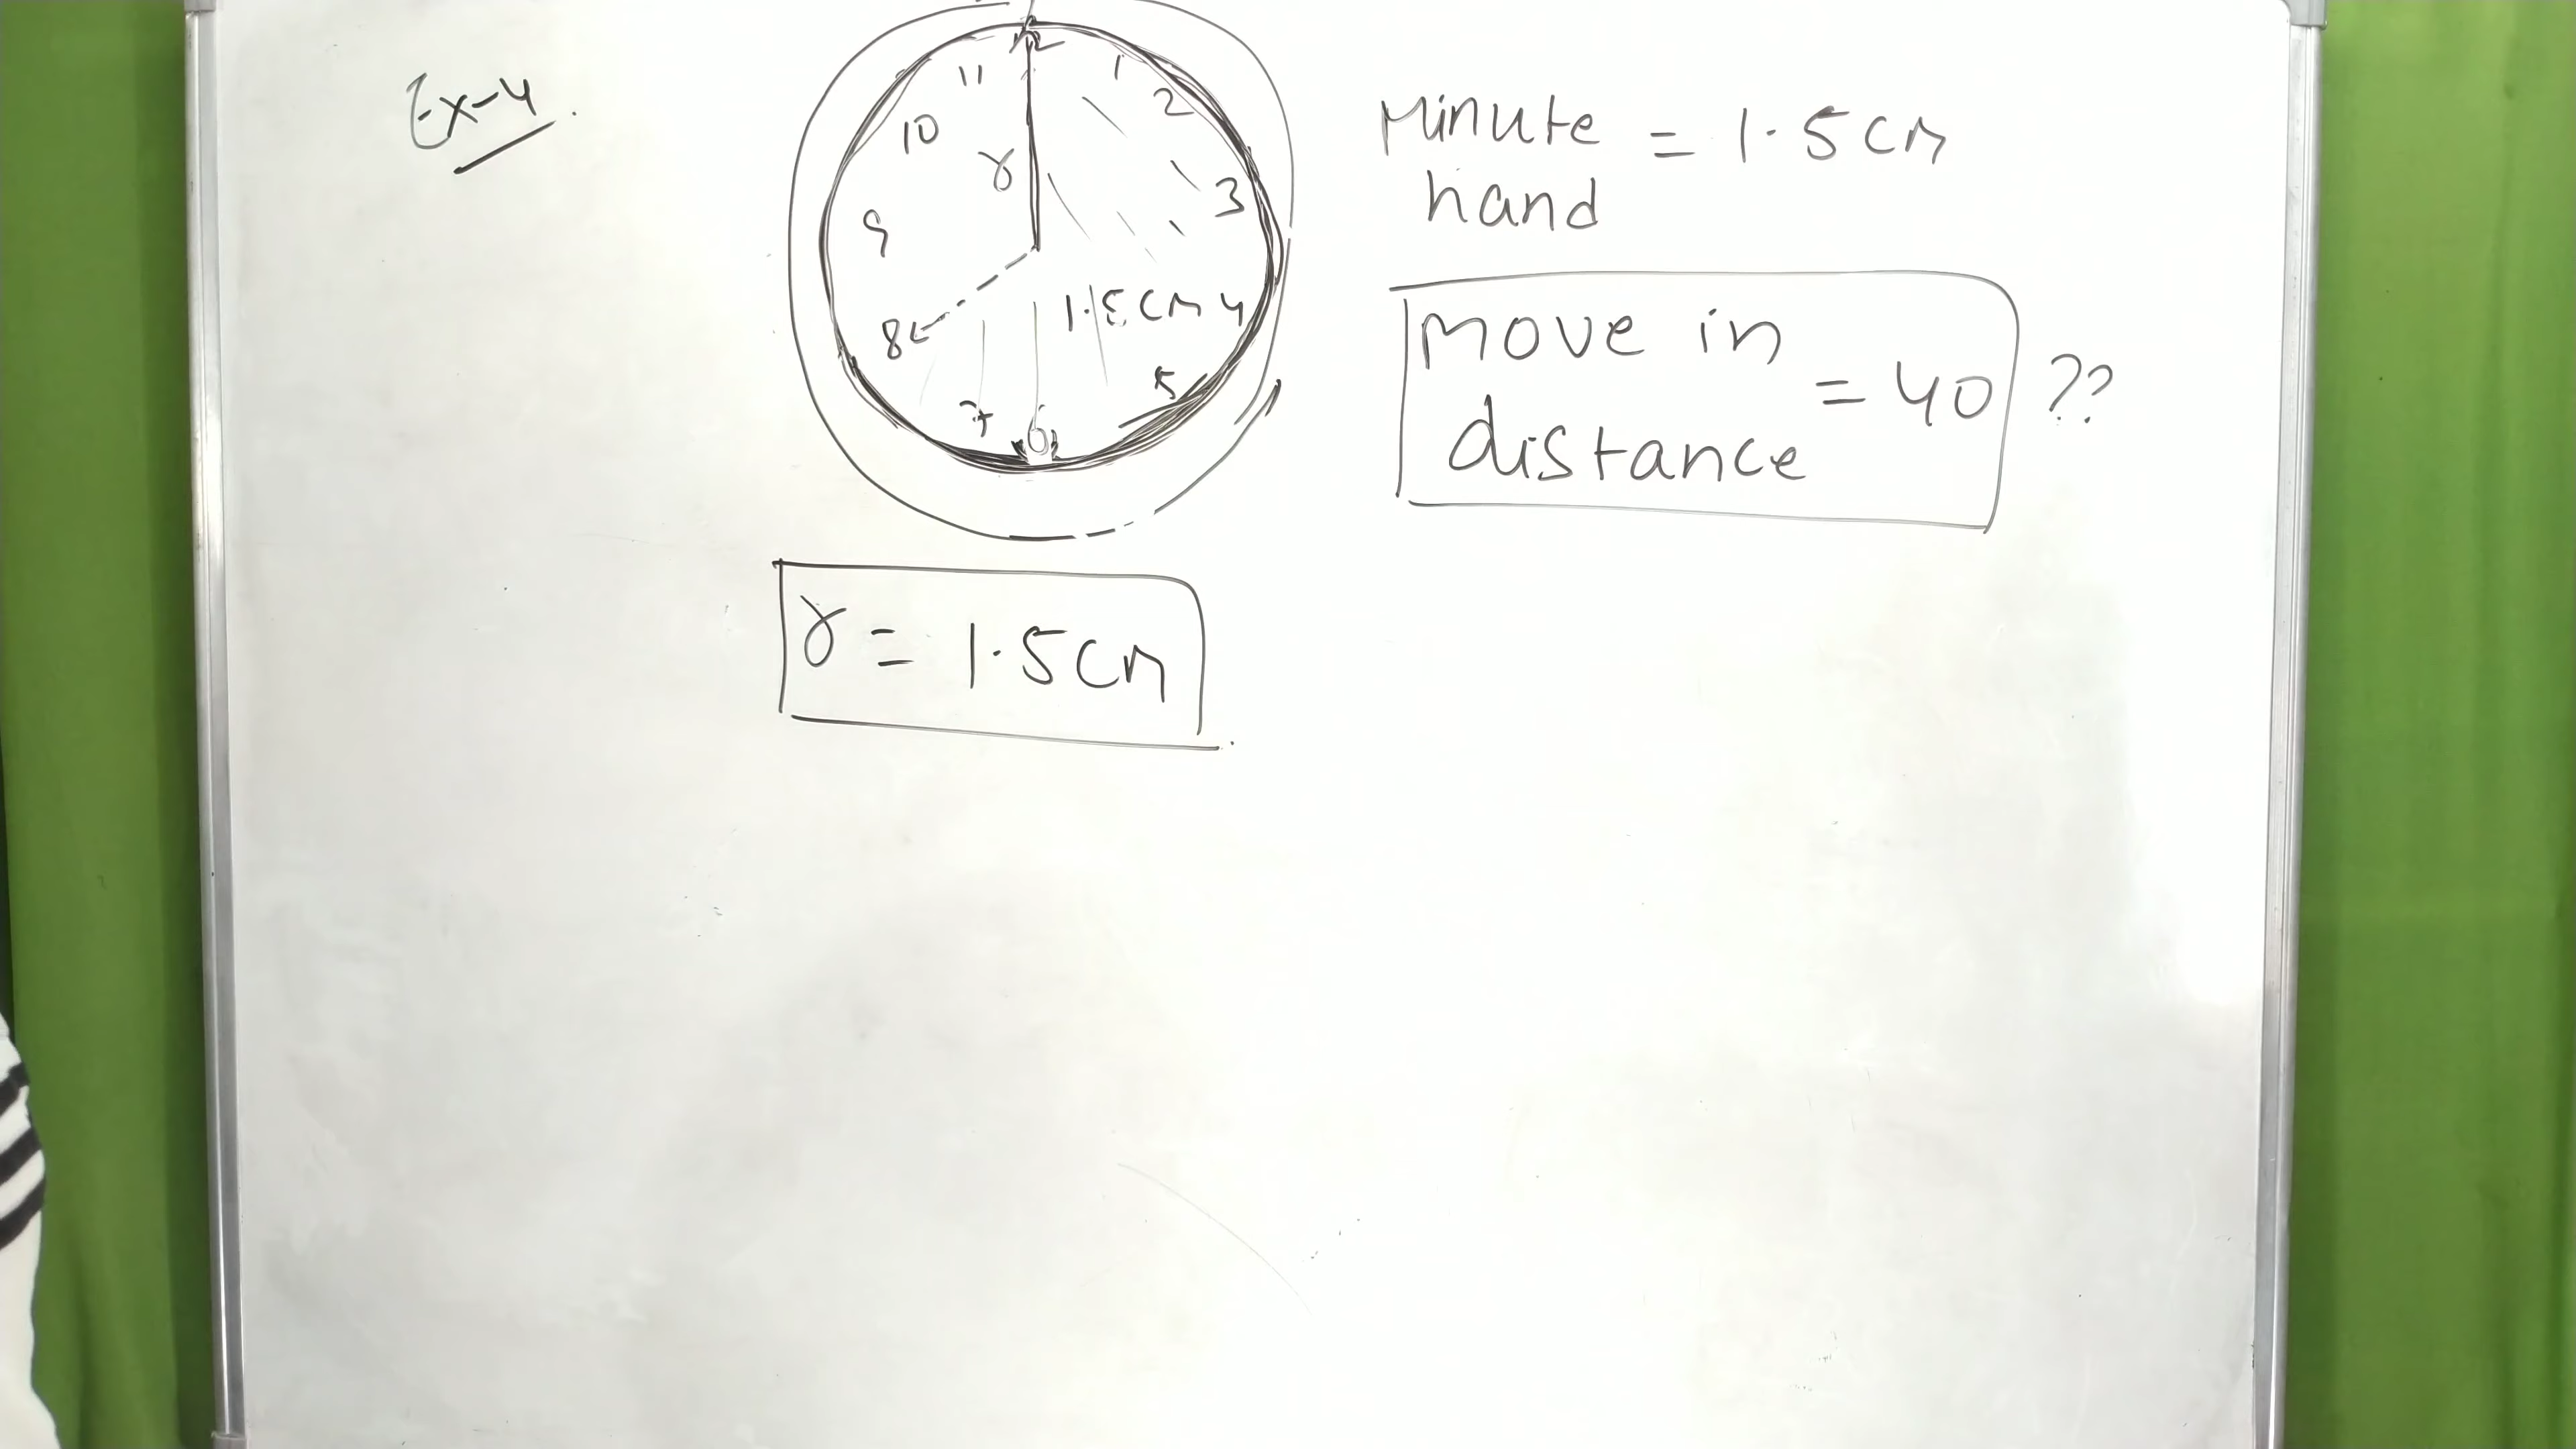 Ex-4.
12
11
1
10
2
r
9
3
8
1.5cm
4
7
5
6
Minute
hand
= 1.5cm
move in
distance
= 40 ??
r = 1.5cm